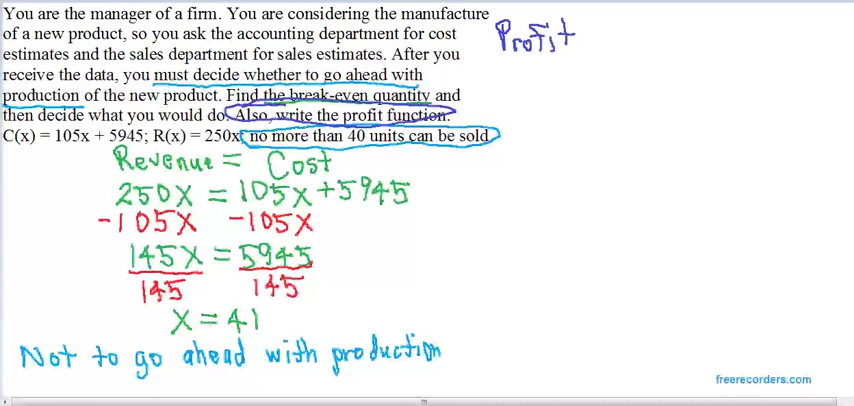 You are the manager of a firm. You are considering the manufacture
of a new product, so you ask the accounting department for cost
estimates and the sales department for sales estimates. After you
receive the data, you must decide whether to go ahead with
production of the new product. Find the break-even quantity and
then decide what you would do. Also, write the profit function.
C(x) = 105x + 5945; R(x) = 250x; no more than 40 units can be sold
Profit
Revenue = Cost
250x = 105x + 5945
-105x -105x
145x = 5945
145 145
x = 41
Not to go ahead with production
freerecorders.com